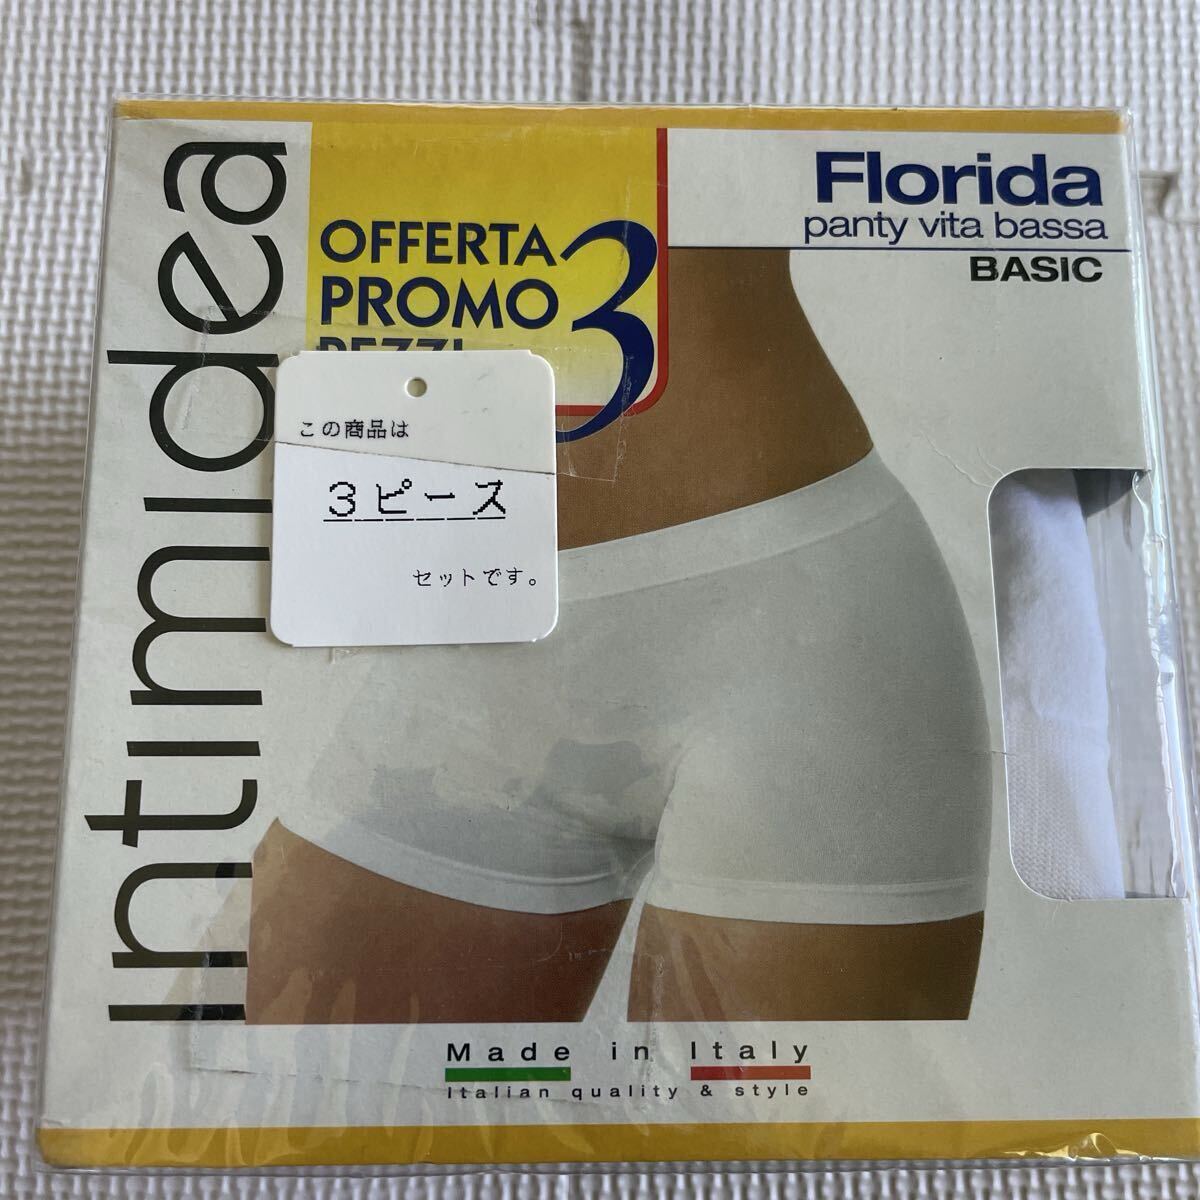 Intimidea
OFFERTA
PROMO 3
PEZZI
Florida
panty vita bassa
BASIC
この商品は
3ピース
セットです。
Made in Italy
Italian quality & style